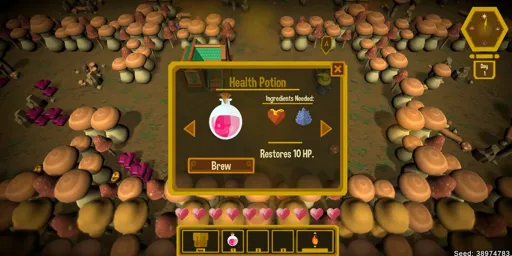 Health Potion
Ingredients Needed:
Restores 10 HP.
Brew
Day
1
A
Seed: 38974783